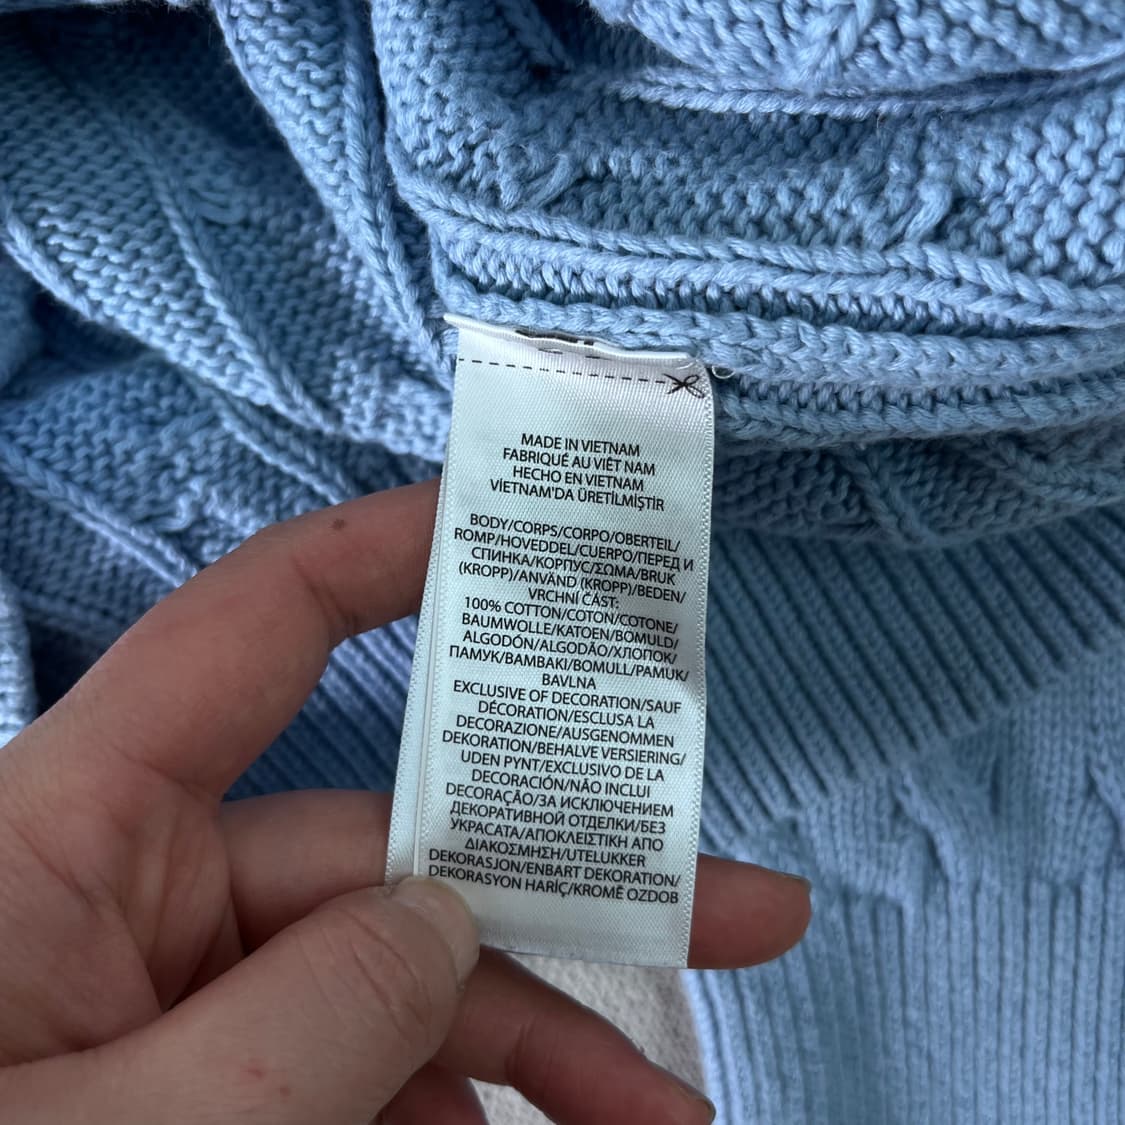 MADE IN VIETNAM
FABRIQUÉ AU VIÊT NAM
HECHO EN VIETNAM
VİETNAM'DA ÜRETİLMİŞTİR
BODY/CORPS/CORPO/OBERTEIL/
ROMP/HOVEDDEL/CUERPO/ПЕРЕД И
СПИНКА/КОРПУС/ΣΩΜΑ/BRUK
(KROPP)/ANVÄND (KROPP)/BEDEN/
VRCHNÍ ČÁST:
100% COTTON/COTON/COTONE/
BAUMWOLLE/KATOEN/BOMULD/
ALGODÓN/ALGODÃO/ХЛОПОК/
ПАМУК/ΒΑΜΒΑΚΙ/BOMULL/PAMUK/
BAVLNA
EXCLUSIVE OF DECORATION/SAUF
DÉCORATION/ESCLUSA LA
DECORAZIONE/AUSGENOMMEN
DEKORATION/BEHALVE VERSIERING/
UDEN PYNT/EXCLUSIVO DE LA
DECORACIÓN/NÃO INCLUI
DECORAÇÃO/ЗА ИСКЛЮЧЕНИЕМ
ДЕКОРАТИВНОЙ ОТДЕЛКИ/БЕЗ
УКРАСАТА/ΑΠΟΚΛΕΙΣΤΙΚΗ ΑΠΟ
ΔΙΑΚΟΣΜΗΣΗ/UTELUKKER
DEKORASJON/ENBART DEKORATION/
DEKORASYON HARİÇ/KROMĚ OZDOB